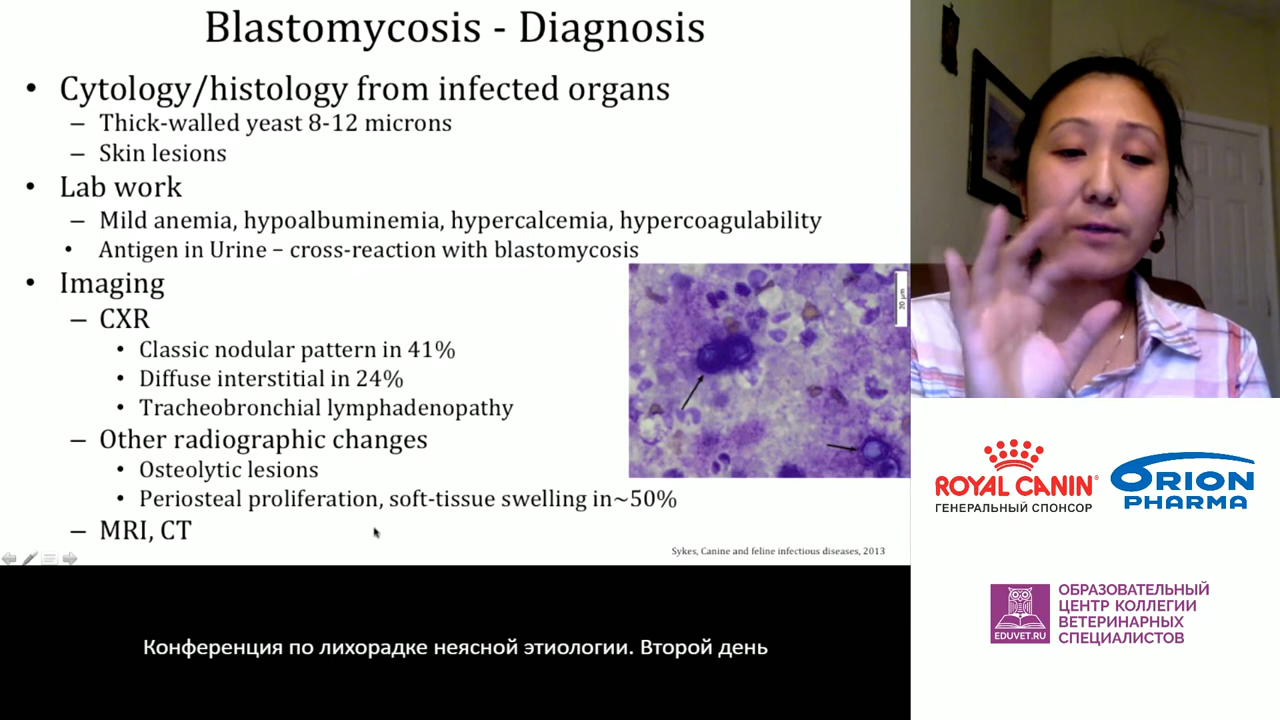 Blastomycosis - Diagnosis
• Cytology/histology from infected organs
– Thick-walled yeast 8-12 microns
– Skin lesions
• Lab work
– Mild anemia, hypoalbuminemia, hypercalcemia, hypercoagulability
• Antigen in Urine – cross-reaction with blastomycosis
• Imaging
– CXR
• Classic nodular pattern in 41%
• Diffuse interstitial in 24%
• Tracheobronchial lymphadenopathy
– Other radiographic changes
• Osteolytic lesions
• Periosteal proliferation, soft-tissue swelling in~50%
– MRI, CT
20 µm
Sykes, Canine and feline infectious diseases, 2013
Конференция по лихорадке неясной этиологии. Второй день
ROYAL CANIN®
ГЕНЕРАЛЬНЫЙ СПОНСОР
ORION
PHARMA
EDUVET.RU
ОБРАЗОВАТЕЛЬНЫЙ
ЦЕНТР КОЛЛЕГИИ
ВЕТЕРИНАРНЫХ
СПЕЦИАЛИСТОВ